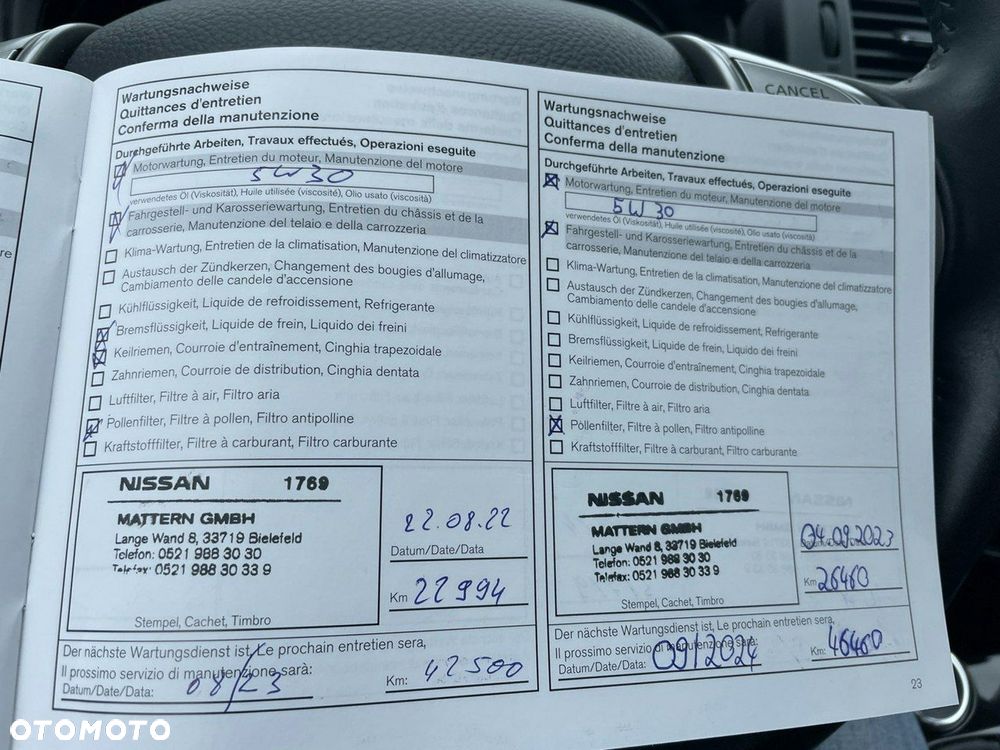 CANCEL
Wartungsnachweise
Quittances d'entretien
Conferma della manutenzione
Durchgeführte Arbeiten, Travaux effectués, Operazioni eseguite
Motorwartung, Entretien du moteur, Manutenzione del motore
5W30
verwendetes Öl (Viskosität), Huile utilisée (viscosité), Olio usato (viscosità)
Fahrgestell- und Karosseriewartung, Entretien du châssis et de la
carrosserie, Manutenzione del telaio e della carrozzeria
Klima-Wartung, Entretien de la climatisation, Manutenzione del climatizzatore
Austausch der Zündkerzen, Changement des bougies d'allumage,
Cambiamento delle candele d'accensione
Kühlflüssigkeit, Liquide de refroidissement, Refrigerante
Bremsflüssigkeit, Liquide de frein, Liquido dei freini
Keilriemen, Courroie d'entraînement, Cinghia trapezoidale
Zahnriemen, Courroie de distribution, Cinghia dentata
Luftfilter, Filtre à air, Filtro aria
Pollenfilter, Filtre à pollen, Filtro antipolline
Kraftstofffilter, Filtre à carburant, Filtro carburante
NISSAN 1769
MATTERN GMBH
Lange Wand 8, 33719 Bielefeld
Telefon: 0521 988 30 30
Telefax: 0521 988 30 33 9
Stempel, Cachet, Timbro
22.08.22
Datum/Date/Data
Km 22994
Der nächste Wartungsdienst ist, Le prochain entretien sera,
Il prossimo servizio di manutenzione sarà:
Datum/Date/Data: 08/23
Km: 42500
Wartungsnachweise
Quittances d'entretien
Conferma della manutenzione
Durchgeführte Arbeiten, Travaux effectués, Operazioni eseguite
Motorwartung, Entretien du moteur, Manutenzione del motore
5W30
verwendetes Öl (Viskosität), Huile utilisée (viscosité), Olio usato (viscosità)
Fahrgestell- und Karosseriewartung, Entretien du châssis et de la
carrosserie, Manutenzione del telaio e della carrozzeria
Klima-Wartung, Entretien de la climatisation, Manutenzione del climatizzatore
Austausch der Zündkerzen, Changement des bougies d'allumage,
Cambiamento delle candele d'accensione
Kühlflüssigkeit, Liquide de refroidissement, Refrigerante
Bremsflüssigkeit, Liquide de frein, Liquido dei freini
Keilriemen, Courroie d'entraînement, Cinghia trapezoidale
Zahnriemen, Courroie de distribution, Cinghia dentata
Luftfilter, Filtre à air, Filtro aria
Pollenfilter, Filtre à pollen, Filtro antipolline
Kraftstofffilter, Filtre à carburant, Filtro carburante
NISSAN 1769
MATTERN GMBH
Lange Wand 8, 33719 Bielefeld
Telefon: 0521 988 30 30
Telefax: 0521 988 30 33 9
Stempel, Cachet, Timbro
04.09.2023
Km 26460
Der nächste Wartungsdienst ist, Le prochain entretien sera,
Il prossimo servizio di manutenzione sarà:
Datum/Date/Data: 09/2024
Km: 46460
23
OTOMOTO